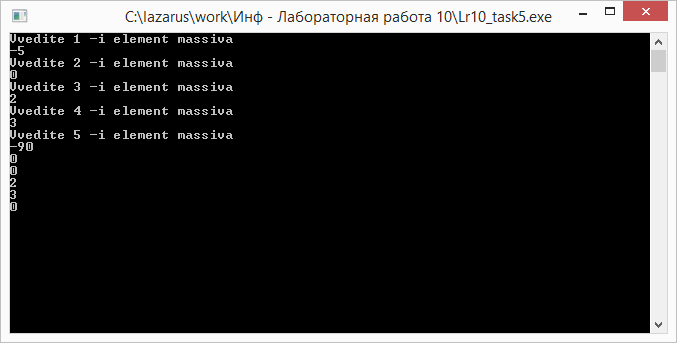 C:\lazarus\work\Инф - Лабораторная работа 10\Lr10_task5.exe
Vvedite 1 -i element massiva
-5
Vvedite 2 -i element massiva
0
Vvedite 3 -i element massiva
2
Vvedite 4 -i element massiva
3
Vvedite 5 -i element massiva
-90
0
0
2
3
0